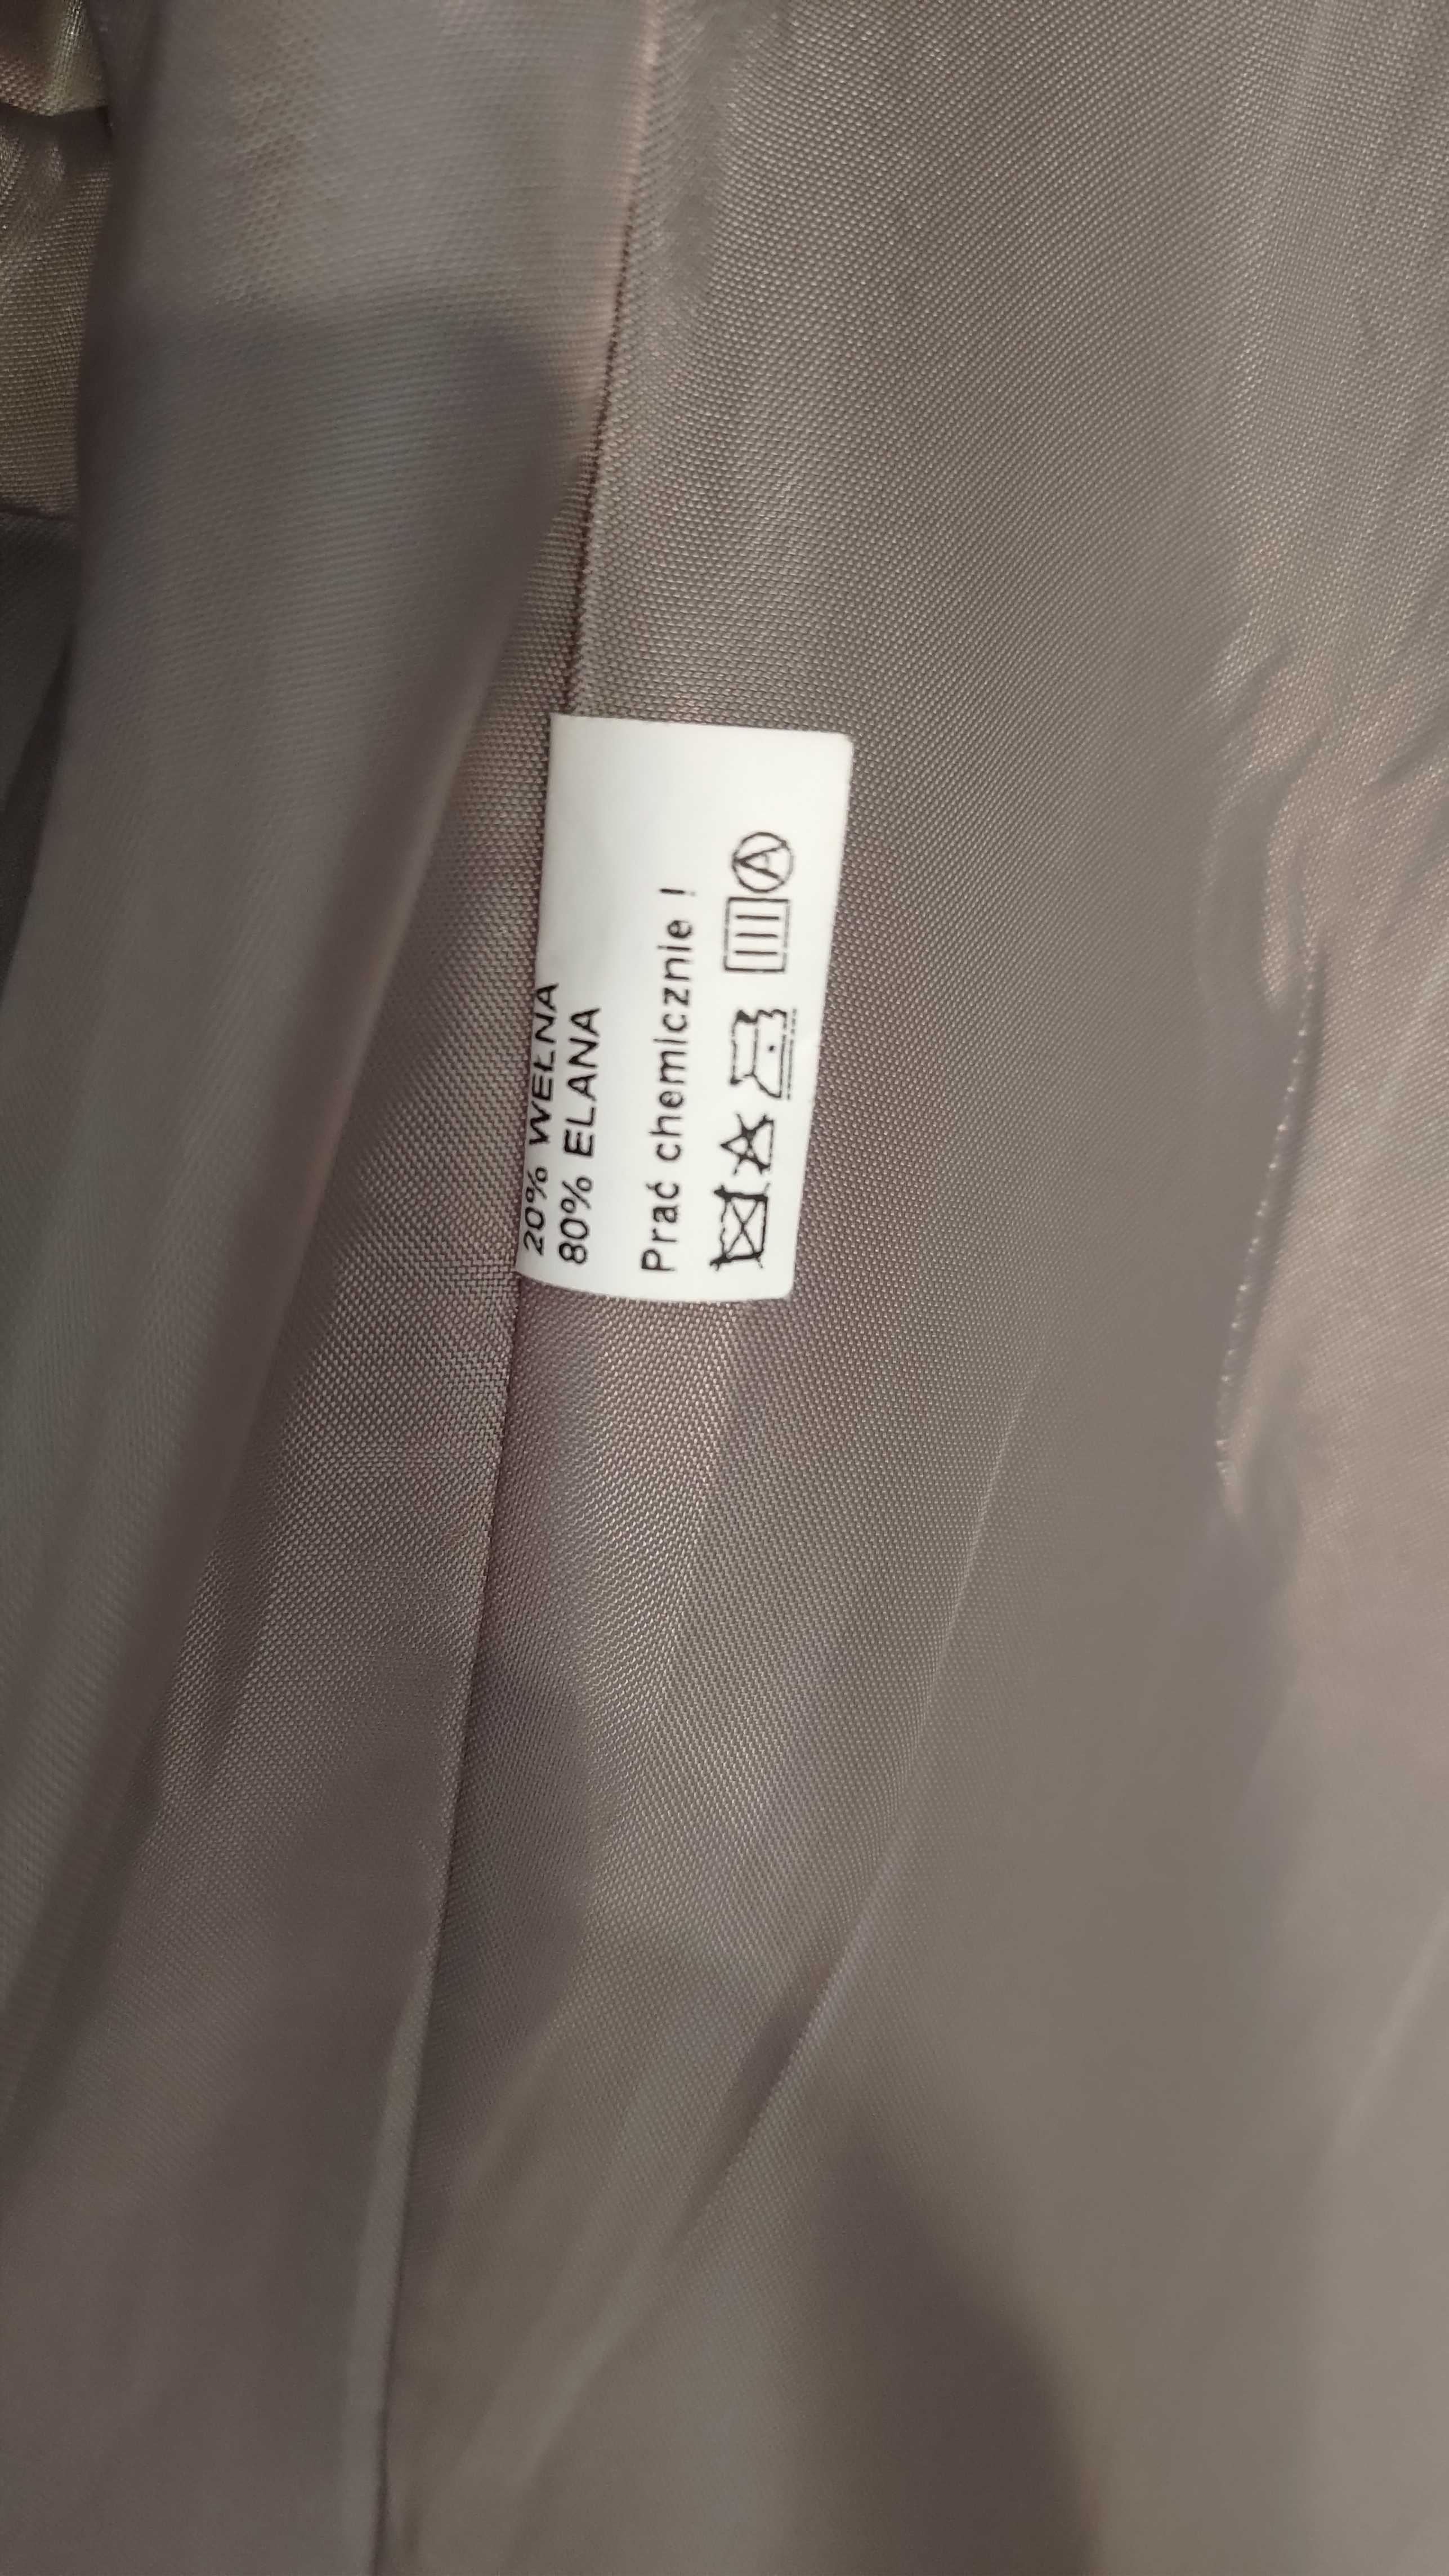 20% WEŁNA
80% ELANA
Prać chemicznie !
A